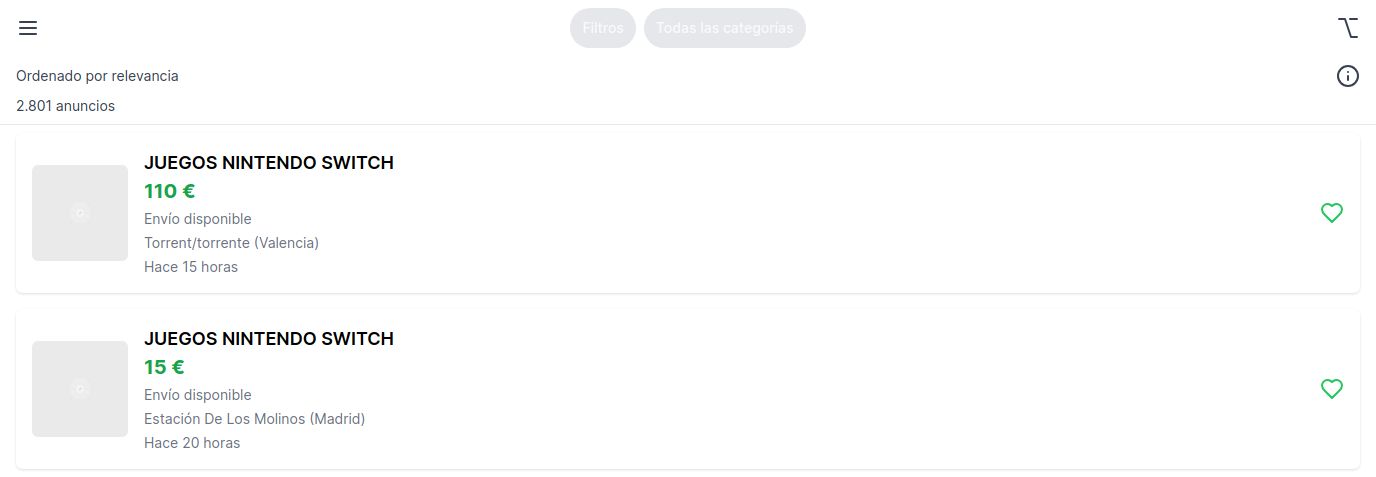 Filtros
Todas las categorías
Ordenado por relevancia
2.801 anuncios
JUEGOS NINTENDO SWITCH
110 €
Envío disponible
Torrent/torrente (Valencia)
Hace 15 horas
JUEGOS NINTENDO SWITCH
15 €
Envío disponible
Estación De Los Molinos (Madrid)
Hace 20 horas